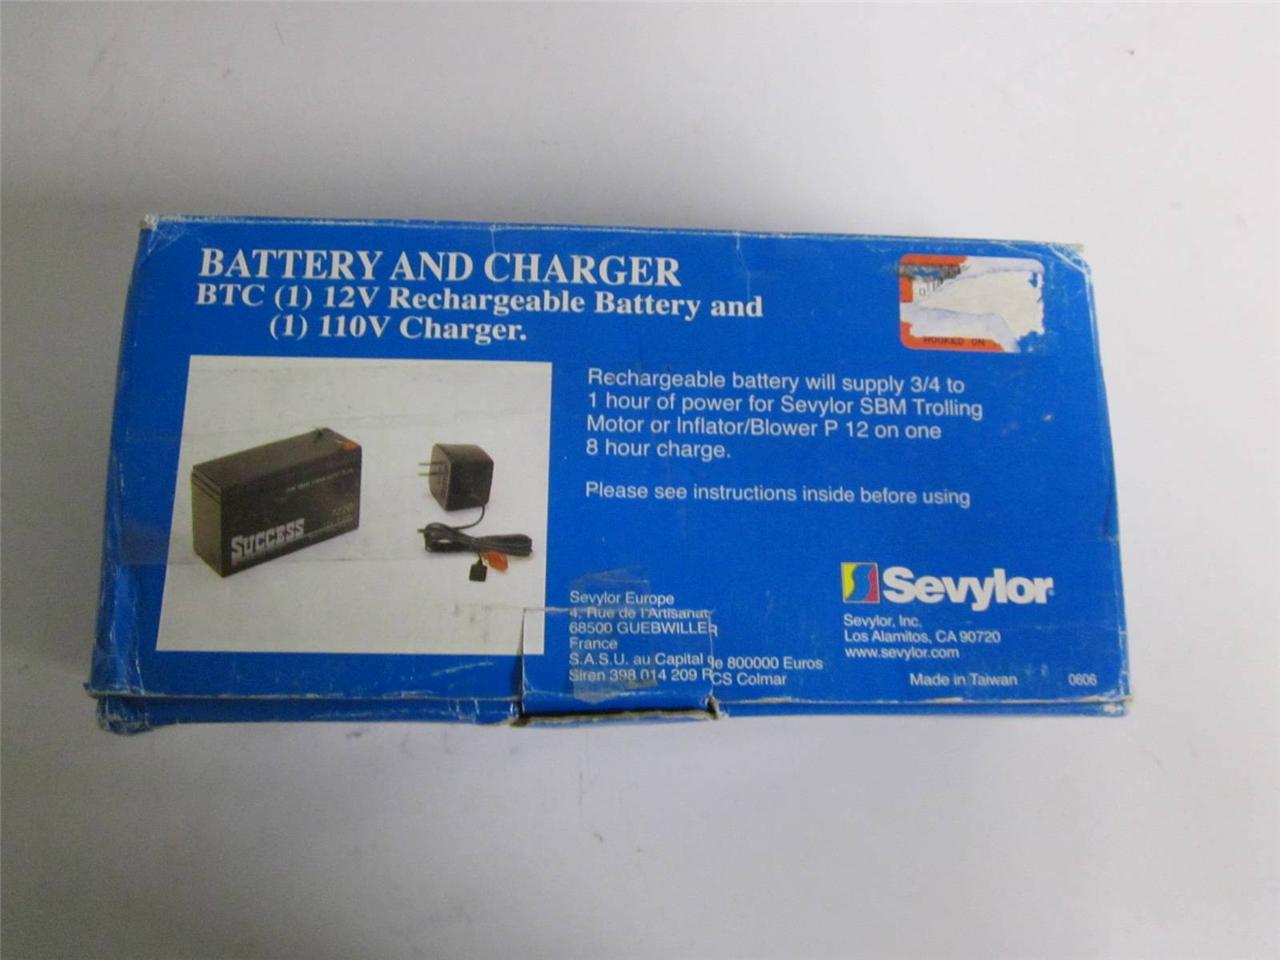 BATTERY AND CHARGER
BTC (1) 12V Rechargeable Battery and
(1) 110V Charger.
HOOKED ON
Rechargeable battery will supply 3/4 to
1 hour of power for Sevylor SBM Trolling
Motor or Inflator/Blower P 12 on one
8 hour charge.
Please see instructions inside before using
SUCCESS
Sevylor Europe
4, Rue de l'Artisanat
68500 GUEBWILLER
France
S.A.S.U. au Capital de 800000 Euros
Siren 398 014 209 RCS Colmar
Sevylor
Sevylor, Inc.
Los Alamitos, CA 90720
www.sevylor.com
Made in Taiwan
0606